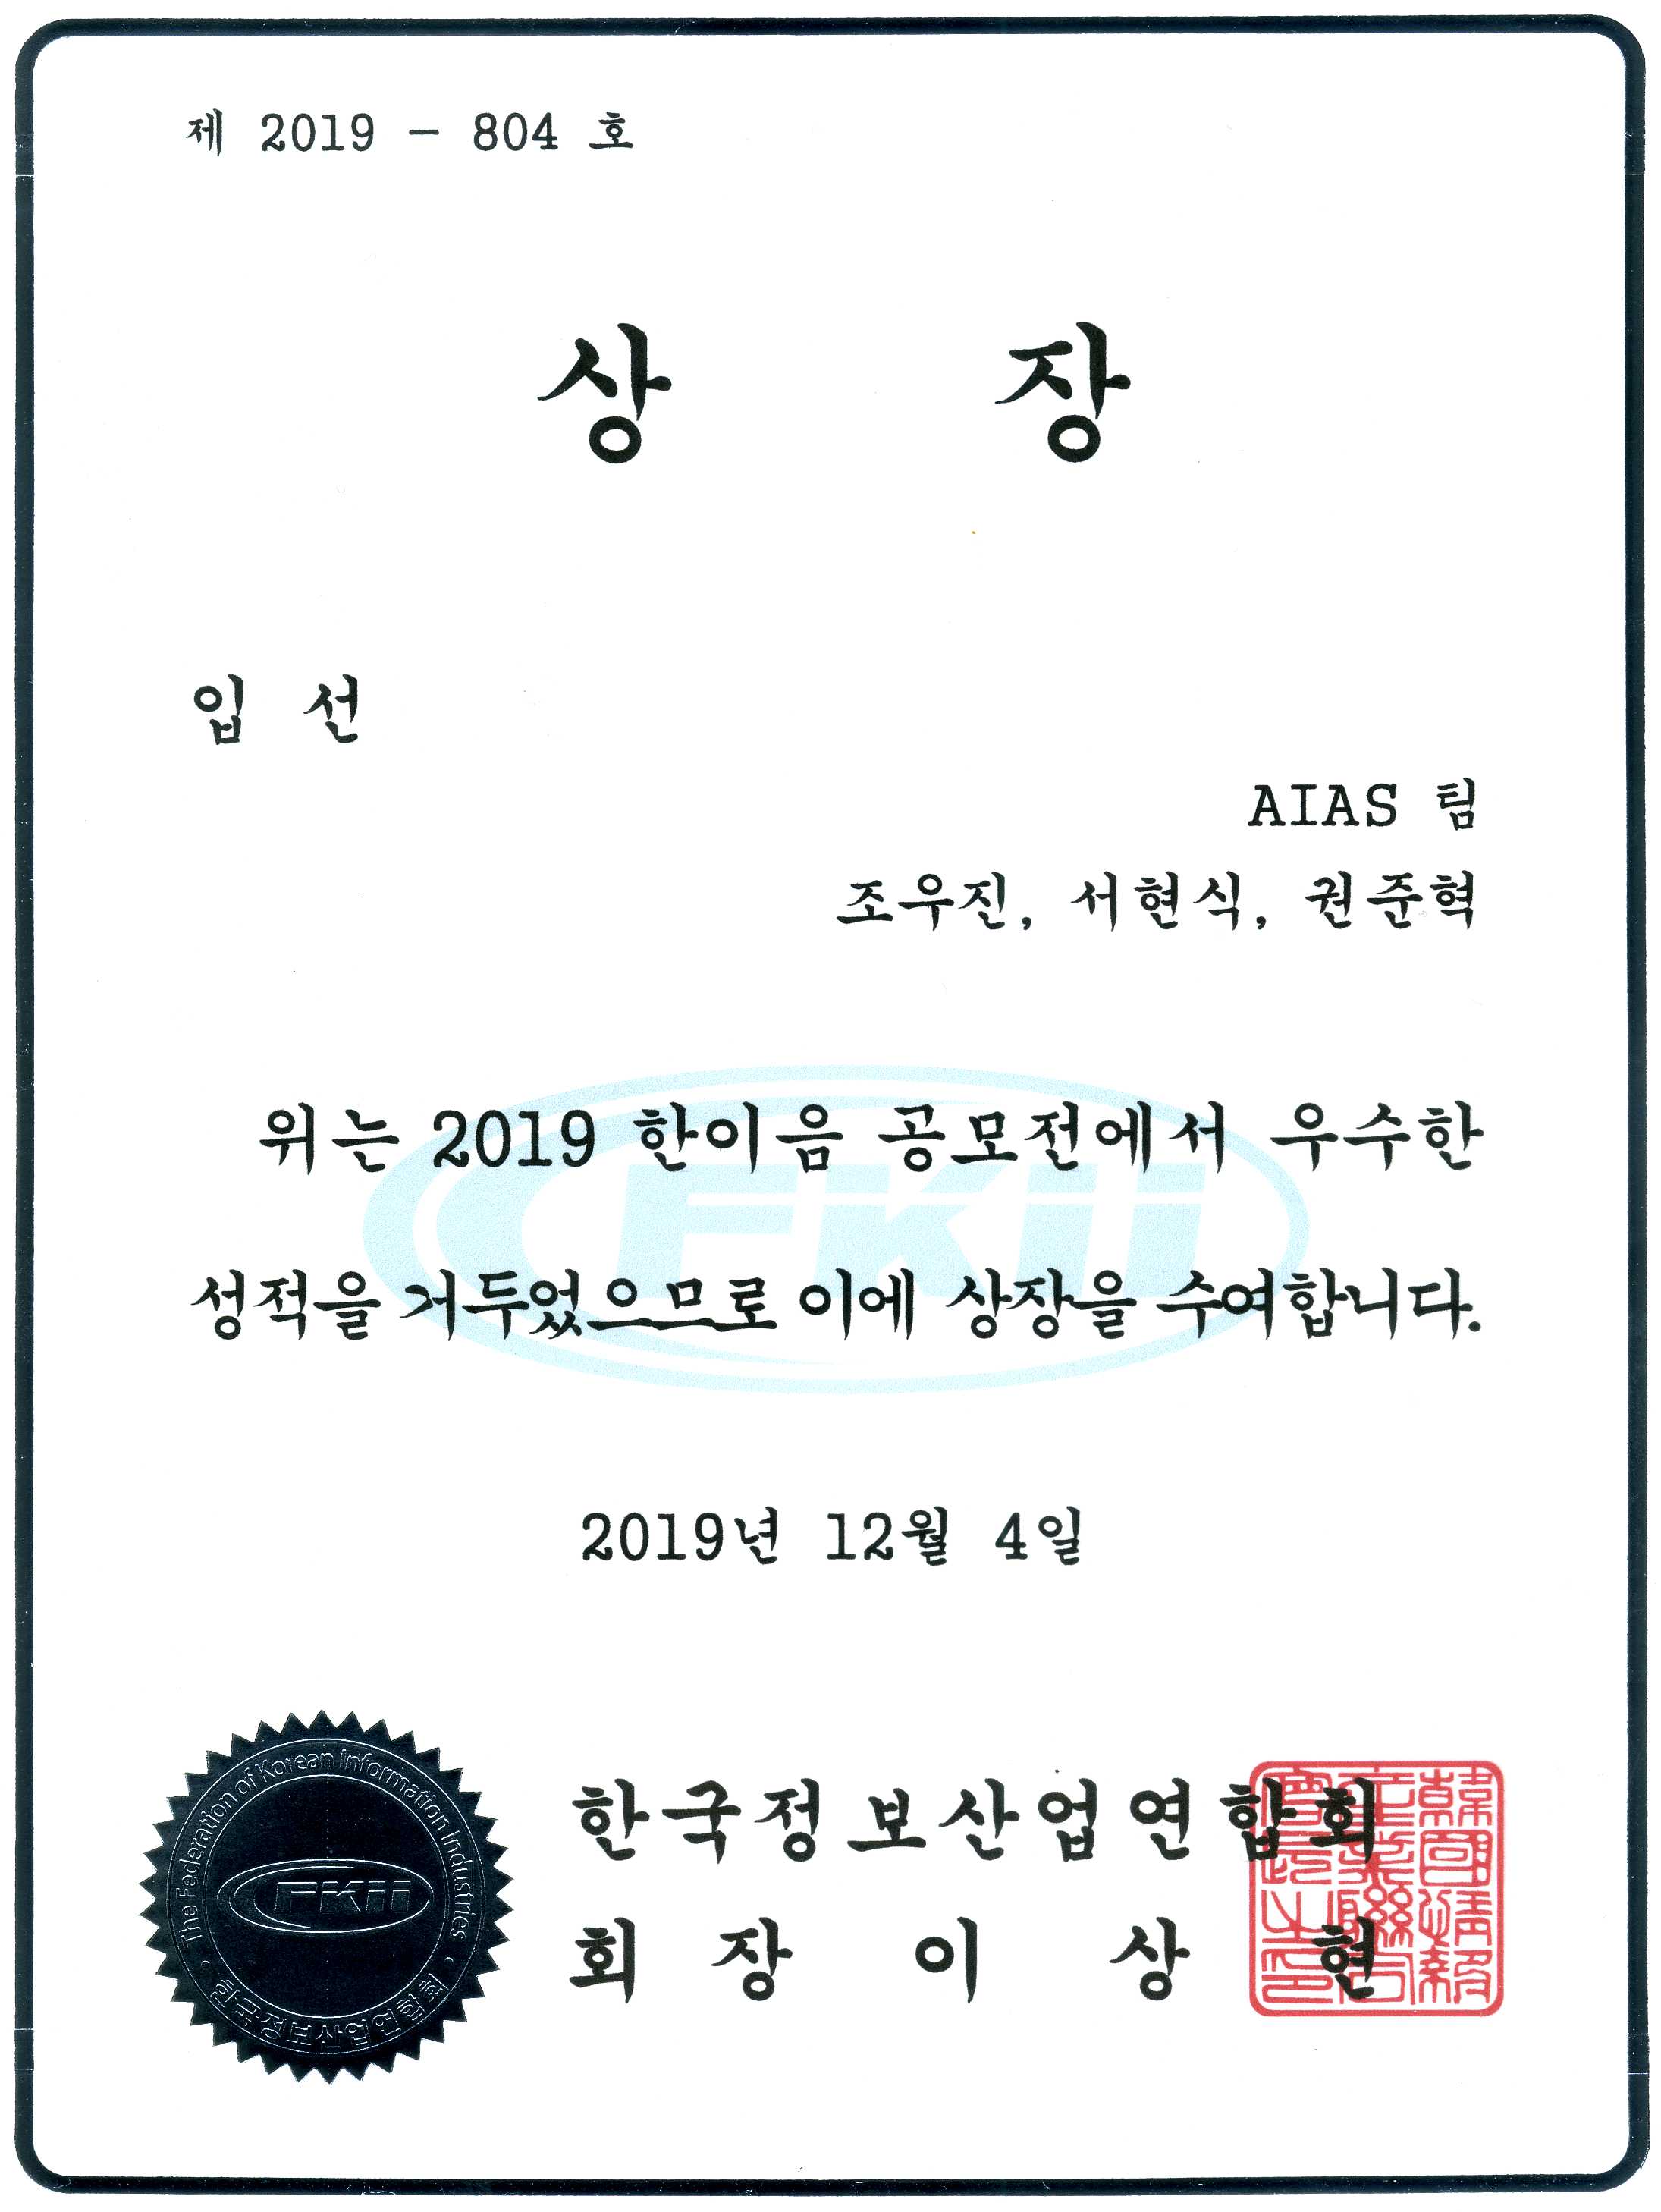 제 2019 - 804 호
상 장
입 선
AIAS 팀
조우진, 서현식, 권준혁
위는 2019 한이음 공모전에서 우수한
성적을 거두었으므로 이에 상장을 수여합니다.
FKii
2019년 12월 4일
한국정보산업연합회
회 장 이 상 현
The Federation of Korean Information Industries
FKii
한국정보산업연합회